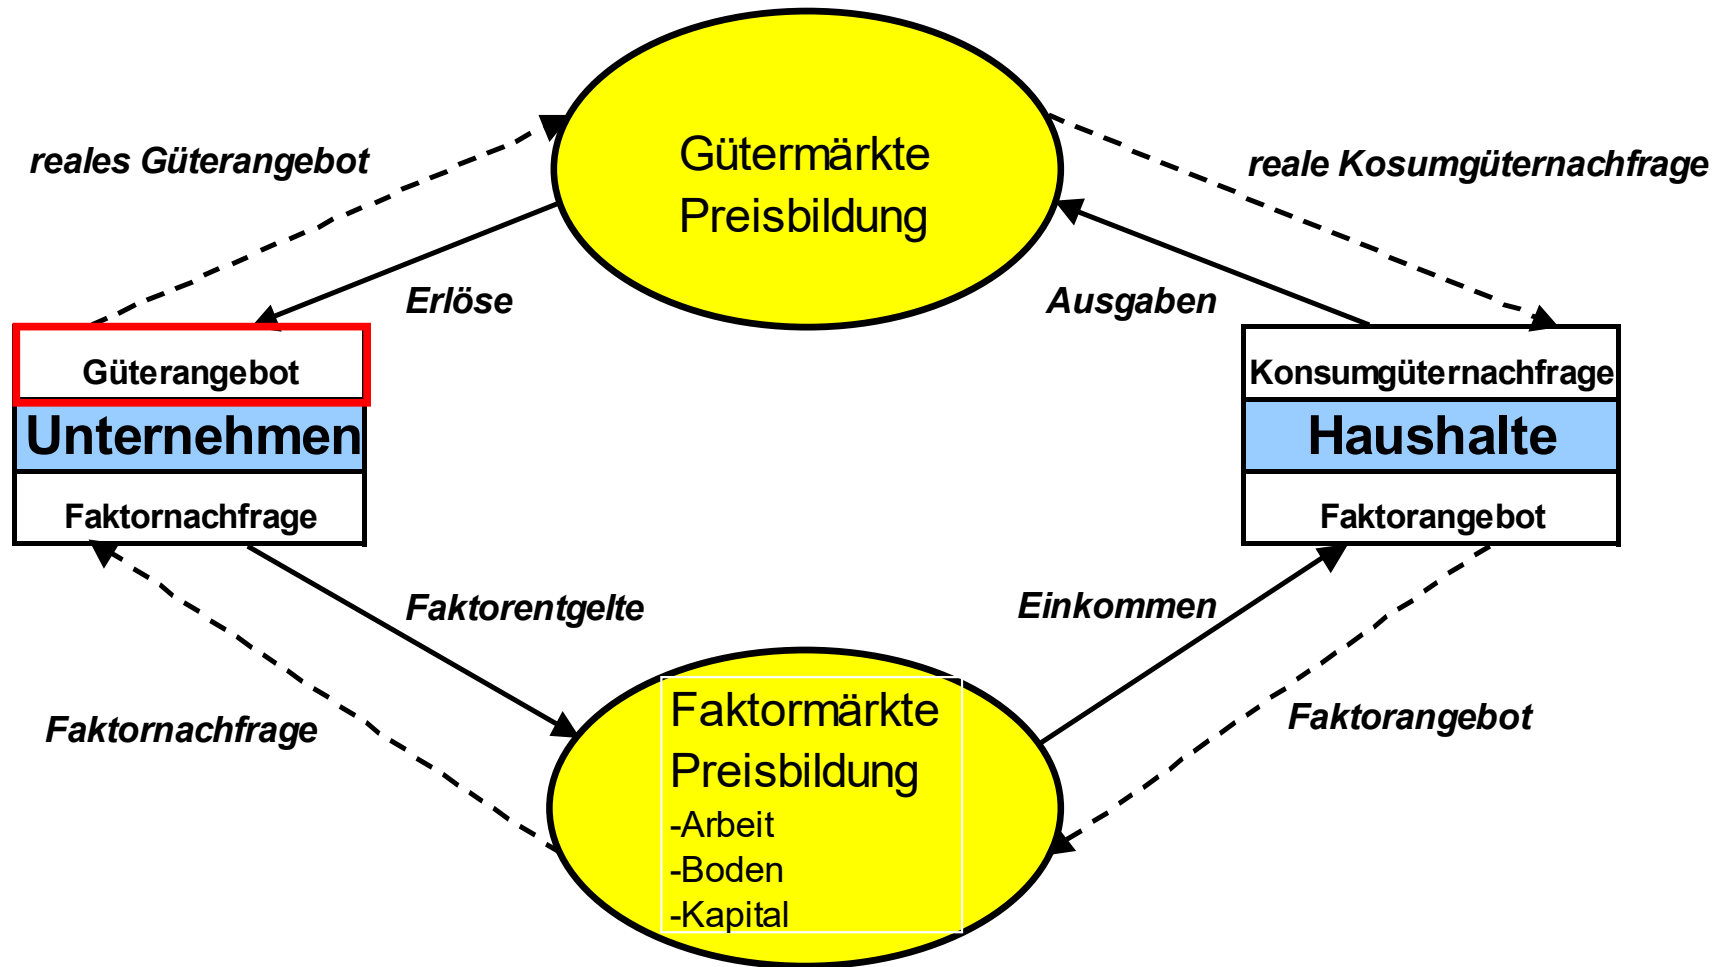 Gütermärkte
Preisbildung
reales Güterangebot
reale Kosumgüternachfrage
Erlöse
Ausgaben
Güterangebot
Unternehmen
Faktornachfrage
Konsumgüternachfrage
Haushalte
Faktorangebot
Faktorentgelte
Einkommen
Faktornachfrage
Faktorangebot
Faktormärkte
Preisbildung
-Arbeit
-Boden
-Kapital